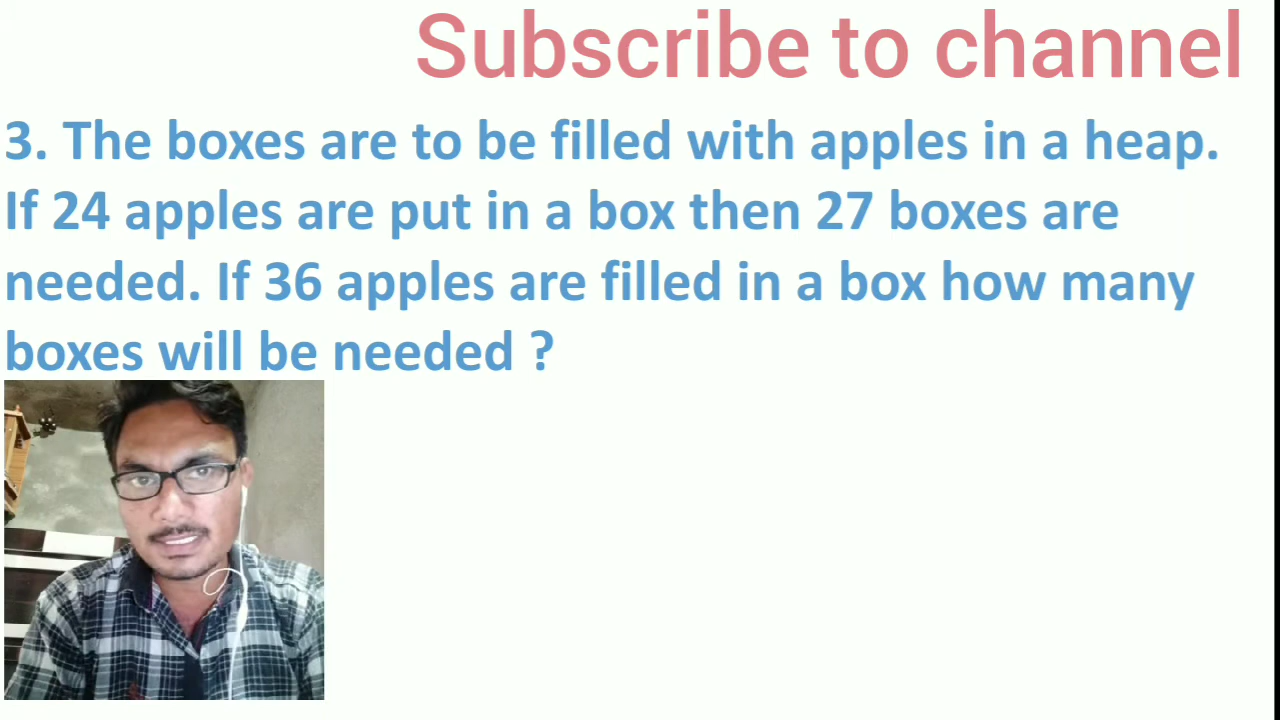 Subscribe to channel
3. The boxes are to be filled with apples in a heap.
If 24 apples are put in a box then 27 boxes are
needed. If 36 apples are filled in a box how many
boxes will be needed ?